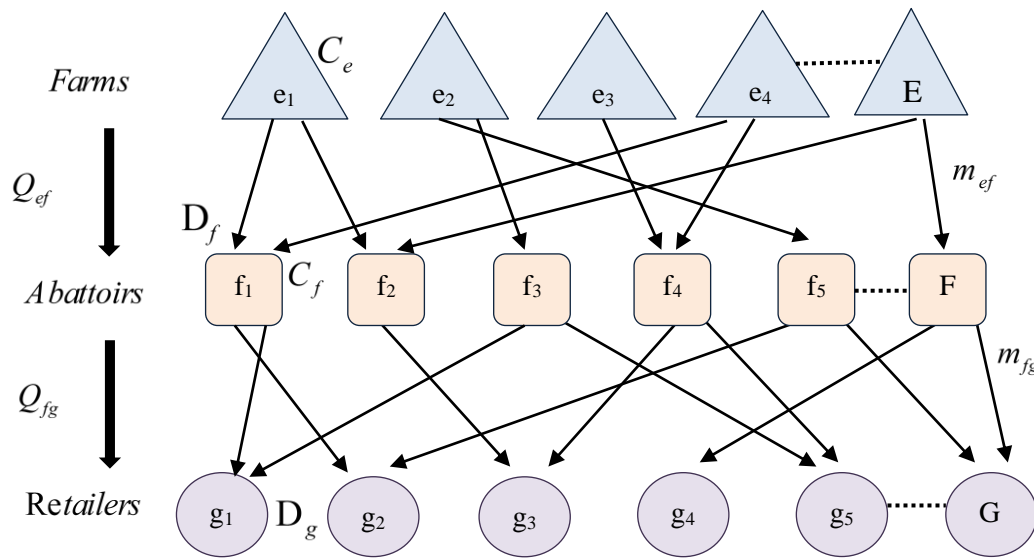 Farms
C_e
e₁ e₂ e₃ e₄ E
Q_ef
m_ef
D_f
Abattoirs
f₁ C_f f₂ f₃ f₄ f₅ F
Q_fg
m_fg
Retailers
g₁ D_g g₂ g₃ g₄ g₅ G